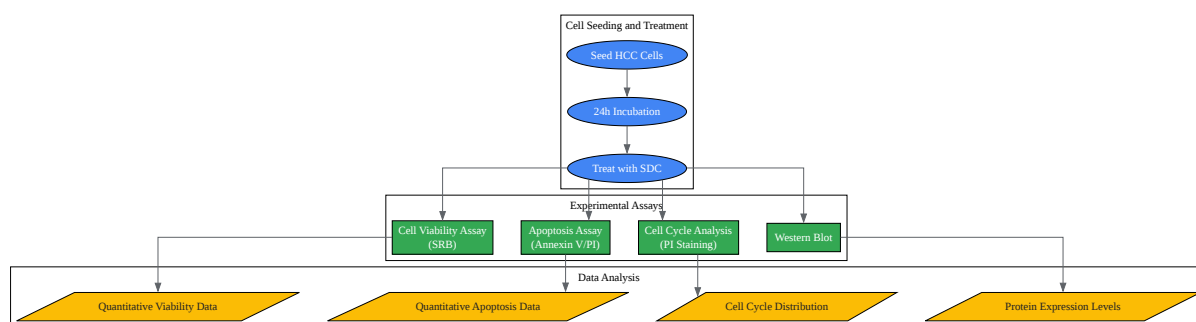 Cell Seeding and Treatment
Seed HCC Cells
24h Incubation
Treat with SDC
Experimental Assays
Cell Viability Assay
(SRB)
Apoptosis Assay
(Annexin V/PI)
Cell Cycle Analysis
(PI Staining)
Western Blot
Data Analysis
Quantitative Viability Data
Quantitative Apoptosis Data
Cell Cycle Distribution
Protein Expression Levels